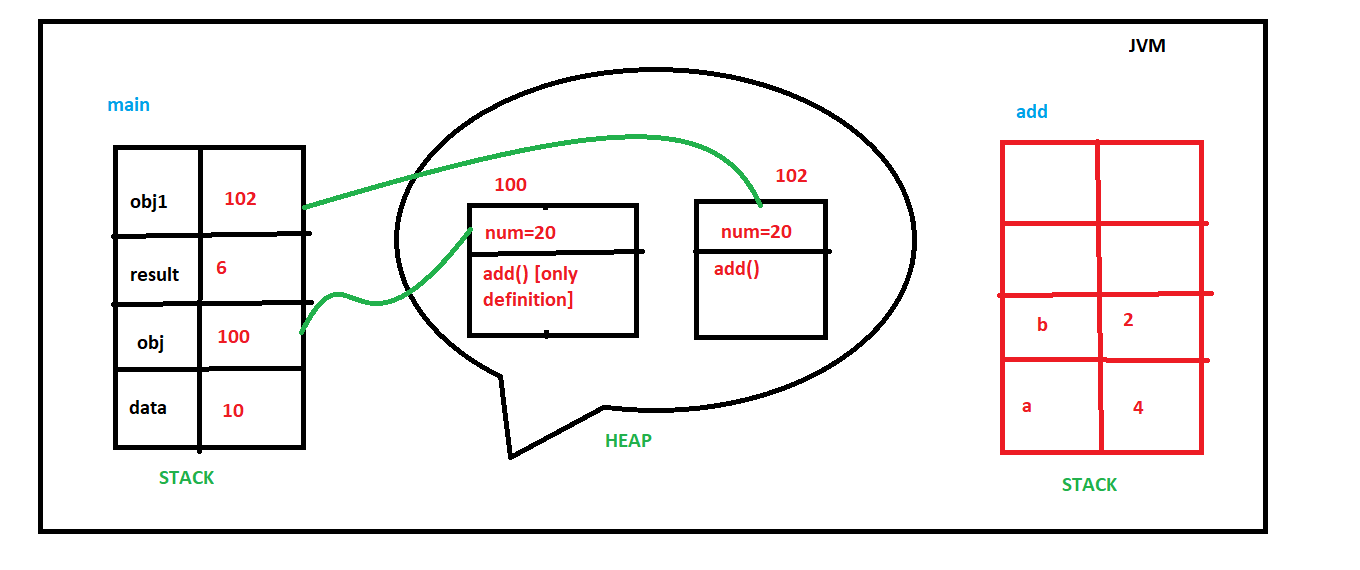 JVM
main
obj1 102
result 6
obj 100
data 10
STACK
100
num=20
add() [only
definition]
102
num=20
add()
HEAP
add
b 2
a 4
STACK